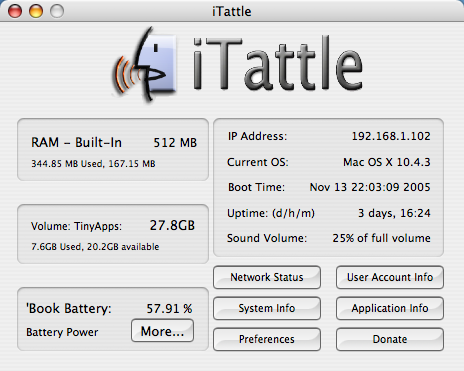 iTattle
iTattle
RAM - Built-In 512 MB
344.85 MB Used, 167.15 MB
Volume: TinyApps: 27.8GB
7.6GB Used, 20.2GB available
'Book Battery: 57.91 %
Battery Power More...
IP Address: 192.168.1.102
Current OS: Mac OS X 10.4.3
Boot Time: Nov 13 22:03:09 2005
Uptime: (d/h/m) 3 days, 16:24
Sound Volume: 25% of full volume
Network Status User Account Info
System Info Application Info
Preferences Donate